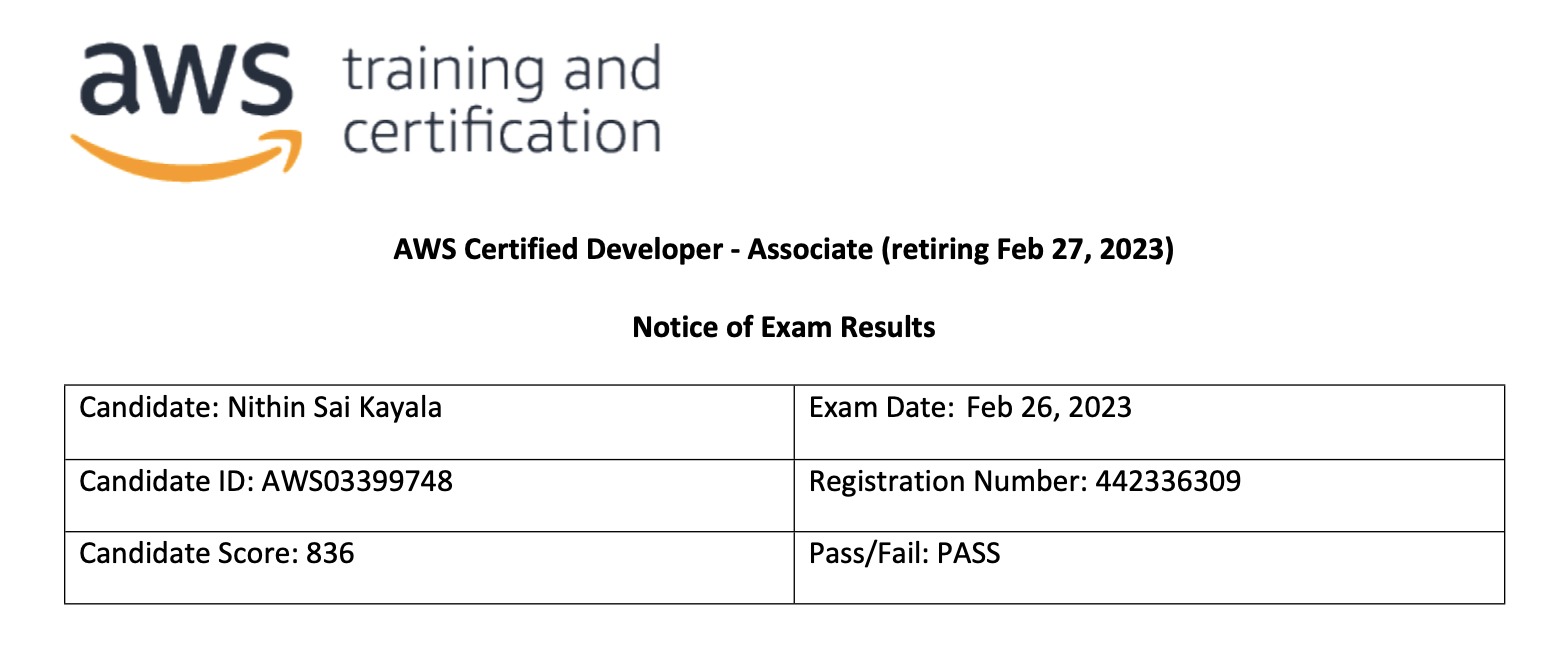 aws training and
certification
AWS Certified Developer - Associate (retiring Feb 27, 2023)
Notice of Exam Results
Candidate: Nithin Sai Kayala
Exam Date: Feb 26, 2023
Candidate ID: AWS03399748
Registration Number: 442336309
Candidate Score: 836
Pass/Fail: PASS